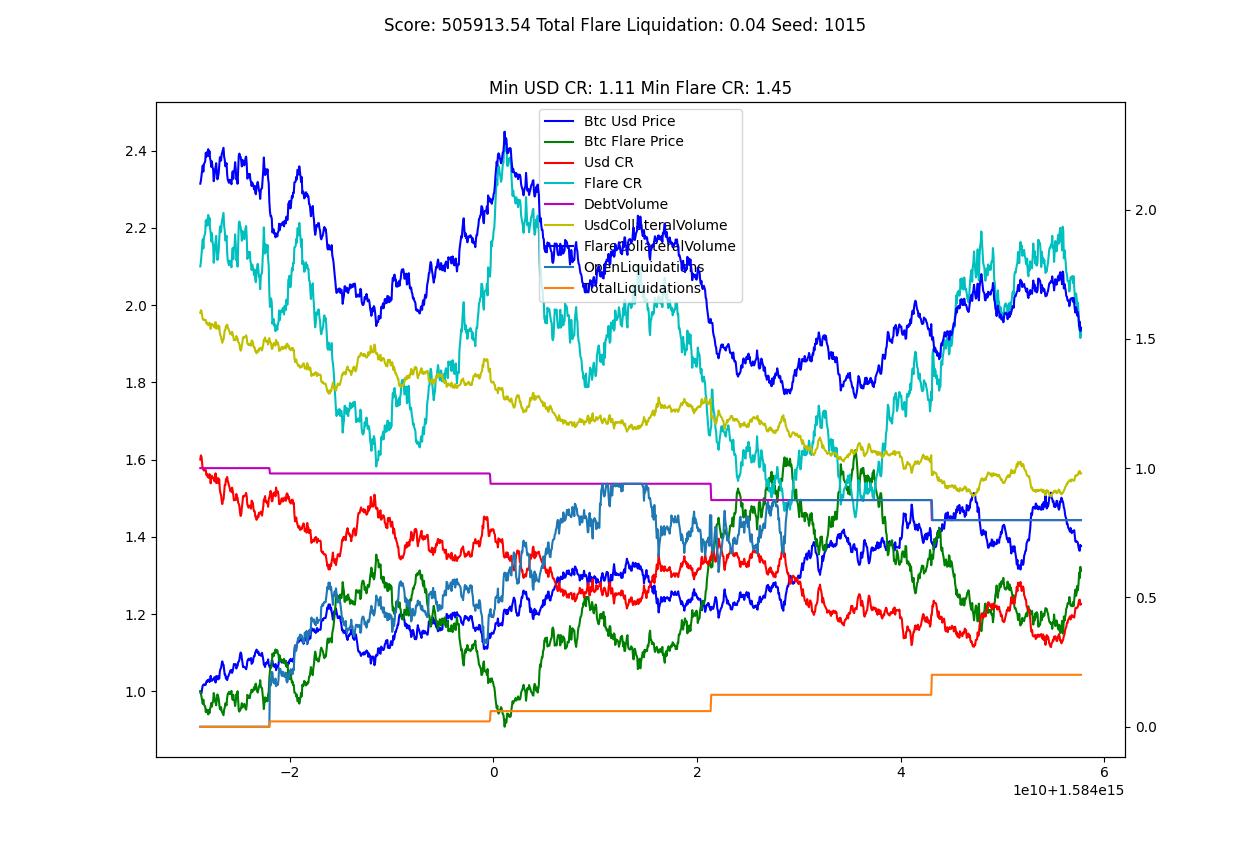 Score: 505913.54 Total Flare Liquidation: 0.04 Seed: 1015
Min USD CR: 1.11 Min Flare CR: 1.45
Btc Usd Price
Btc Flare Price
Usd CR
Flare CR
DebtVolume
UsdCollateralVolume
FlareCollateralVolume
OpenLiquidations
TotalLiquidations
2.4
2.2
2.0
1.8
1.6
1.4
1.2
1.0
2.0
1.5
1.0
0.5
0.0
−2 0 2 4 6
1e10+1.584e15